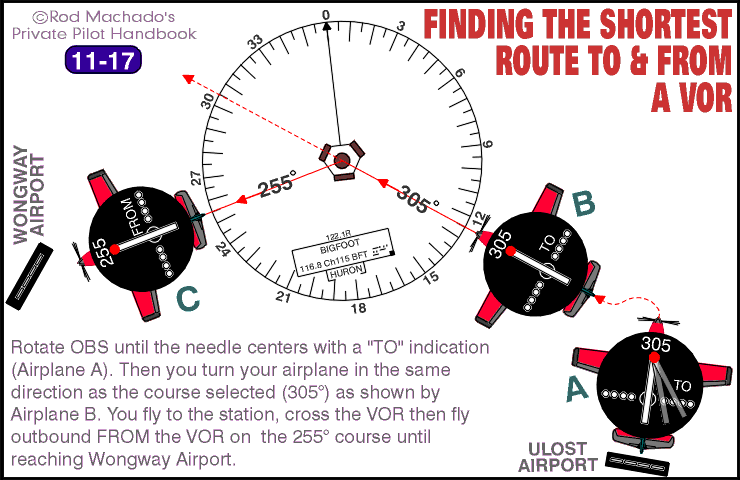 ©Rod Machado's
Private Pilot Handbook
11-17
FINDING THE SHORTEST
ROUTE TO & FROM
A VOR
0
3
6
9
12
15
18
21
24
27
30
33
255°
305°
122.1R
BIGFOOT
116.8 Ch115 BFT
HURON
WONGWAY
AIRPORT
FROM
255
C
TO
305
B
305
TO
A
ULOST
AIRPORT
Rotate OBS until the needle centers with a "TO" indication
(Airplane A). Then you turn your airplane in the same
direction as the course selected (305°) as shown by
Airplane B. You fly to the station, cross the VOR then fly
outbound FROM the VOR on the 255° course until
reaching Wongway Airport.